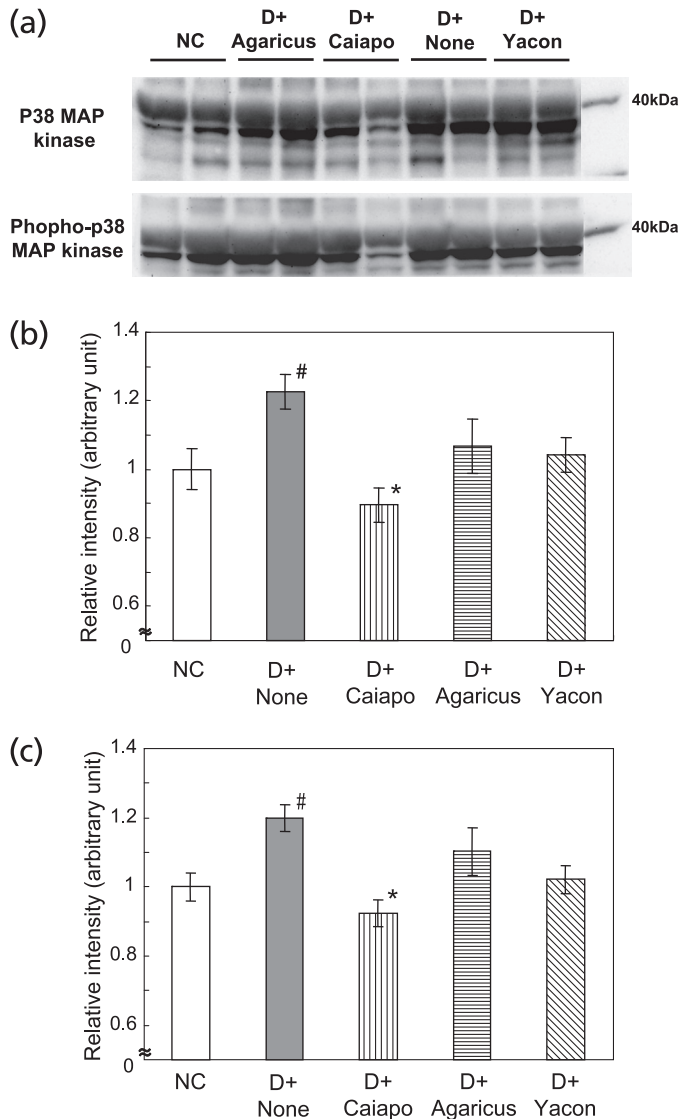 (a)
NC
D+ Agaricus
D+ Caiapo
D+ None
D+ Yacon
P38 MAP kinase
40kDa
Phopho-p38 MAP kinase
40kDa
(b)
Relative intensity (arbitrary unit)
1.4
1.2
1
0.8
0.6
0
#
*
NC
D+ None
D+ Caiapo
D+ Agaricus
D+ Yacon
(c)
Relative intensity (arbitrary unit)
1.4
1.2
1
0.8
0.6
0
#
*
NC
D+ None
D+ Caiapo
D+ Agaricus
D+ Yacon